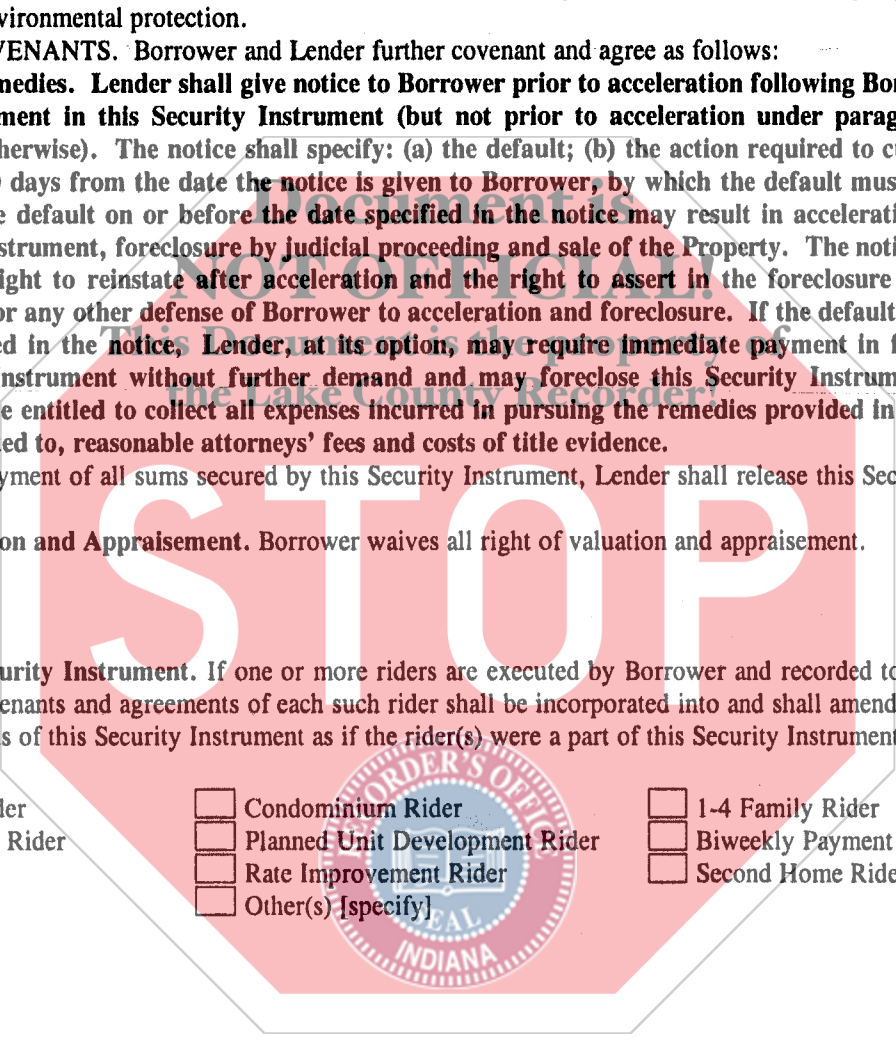 vironmental protection.
VENANTS. Borrower and Lender further covenant and agree as follows:
medies. Lender shall give notice to Borrower prior to acceleration following Bor
ment in this Security Instrument (but not prior to acceleration under parag
herwise). The notice shall specify: (a) the default; (b) the action required to c
days from the date the notice is given to Borrower, by which the default mus
e default on or before the date specified in the notice may result in accelerati
strument, foreclosure by judicial proceeding and sale of the Property. The noti
ight to reinstate after acceleration and the right to assert in the foreclosure
or any other defense of Borrower to acceleration and foreclosure. If the default
ed in the notice, Lender, at its option, may require immediate payment in f
nstrument without further demand and may foreclose this Security Instrum
e entitled to collect all expenses incurred in pursuing the remedies provided in
ed to, reasonable attorneys' fees and costs of title evidence.
yment of all sums secured by this Security Instrument, Lender shall release this Sec
on and Appraisement. Borrower waives all right of valuation and appraisement.
urity Instrument. If one or more riders are executed by Borrower and recorded to
enants and agreements of each such rider shall be incorporated into and shall amend
s of this Security Instrument as if the rider(s) were a part of this Security Instrument
der Condominium Rider 1-4 Family Rider
Rider Planned Unit Development Rider Biweekly Payment
Rate Improvement Rider Second Home Ride
Other(s) [specify]
Document is
NOT OFFICIAL!
This Document is the property of
the Lake County Recorder!
STOP
RECORDER'S OFFICE
SEAL
INDIANA